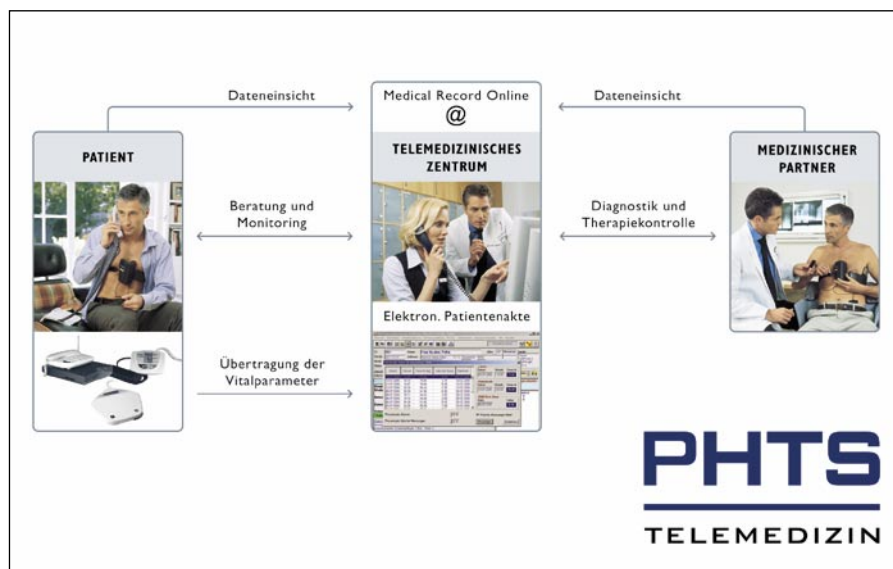 Dateneinsicht
Medical Record Online
@
Dateneinsicht
PATIENT
TELEMEDIZINISCHES
ZENTRUM
MEDIZINISCHER
PARTNER
Beratung und
Monitoring
Diagnostik und
Therapiekontrolle
Elektron. Patientenakte
Übertragung der
Vitalparameter
PHTS
TELEMEDIZIN